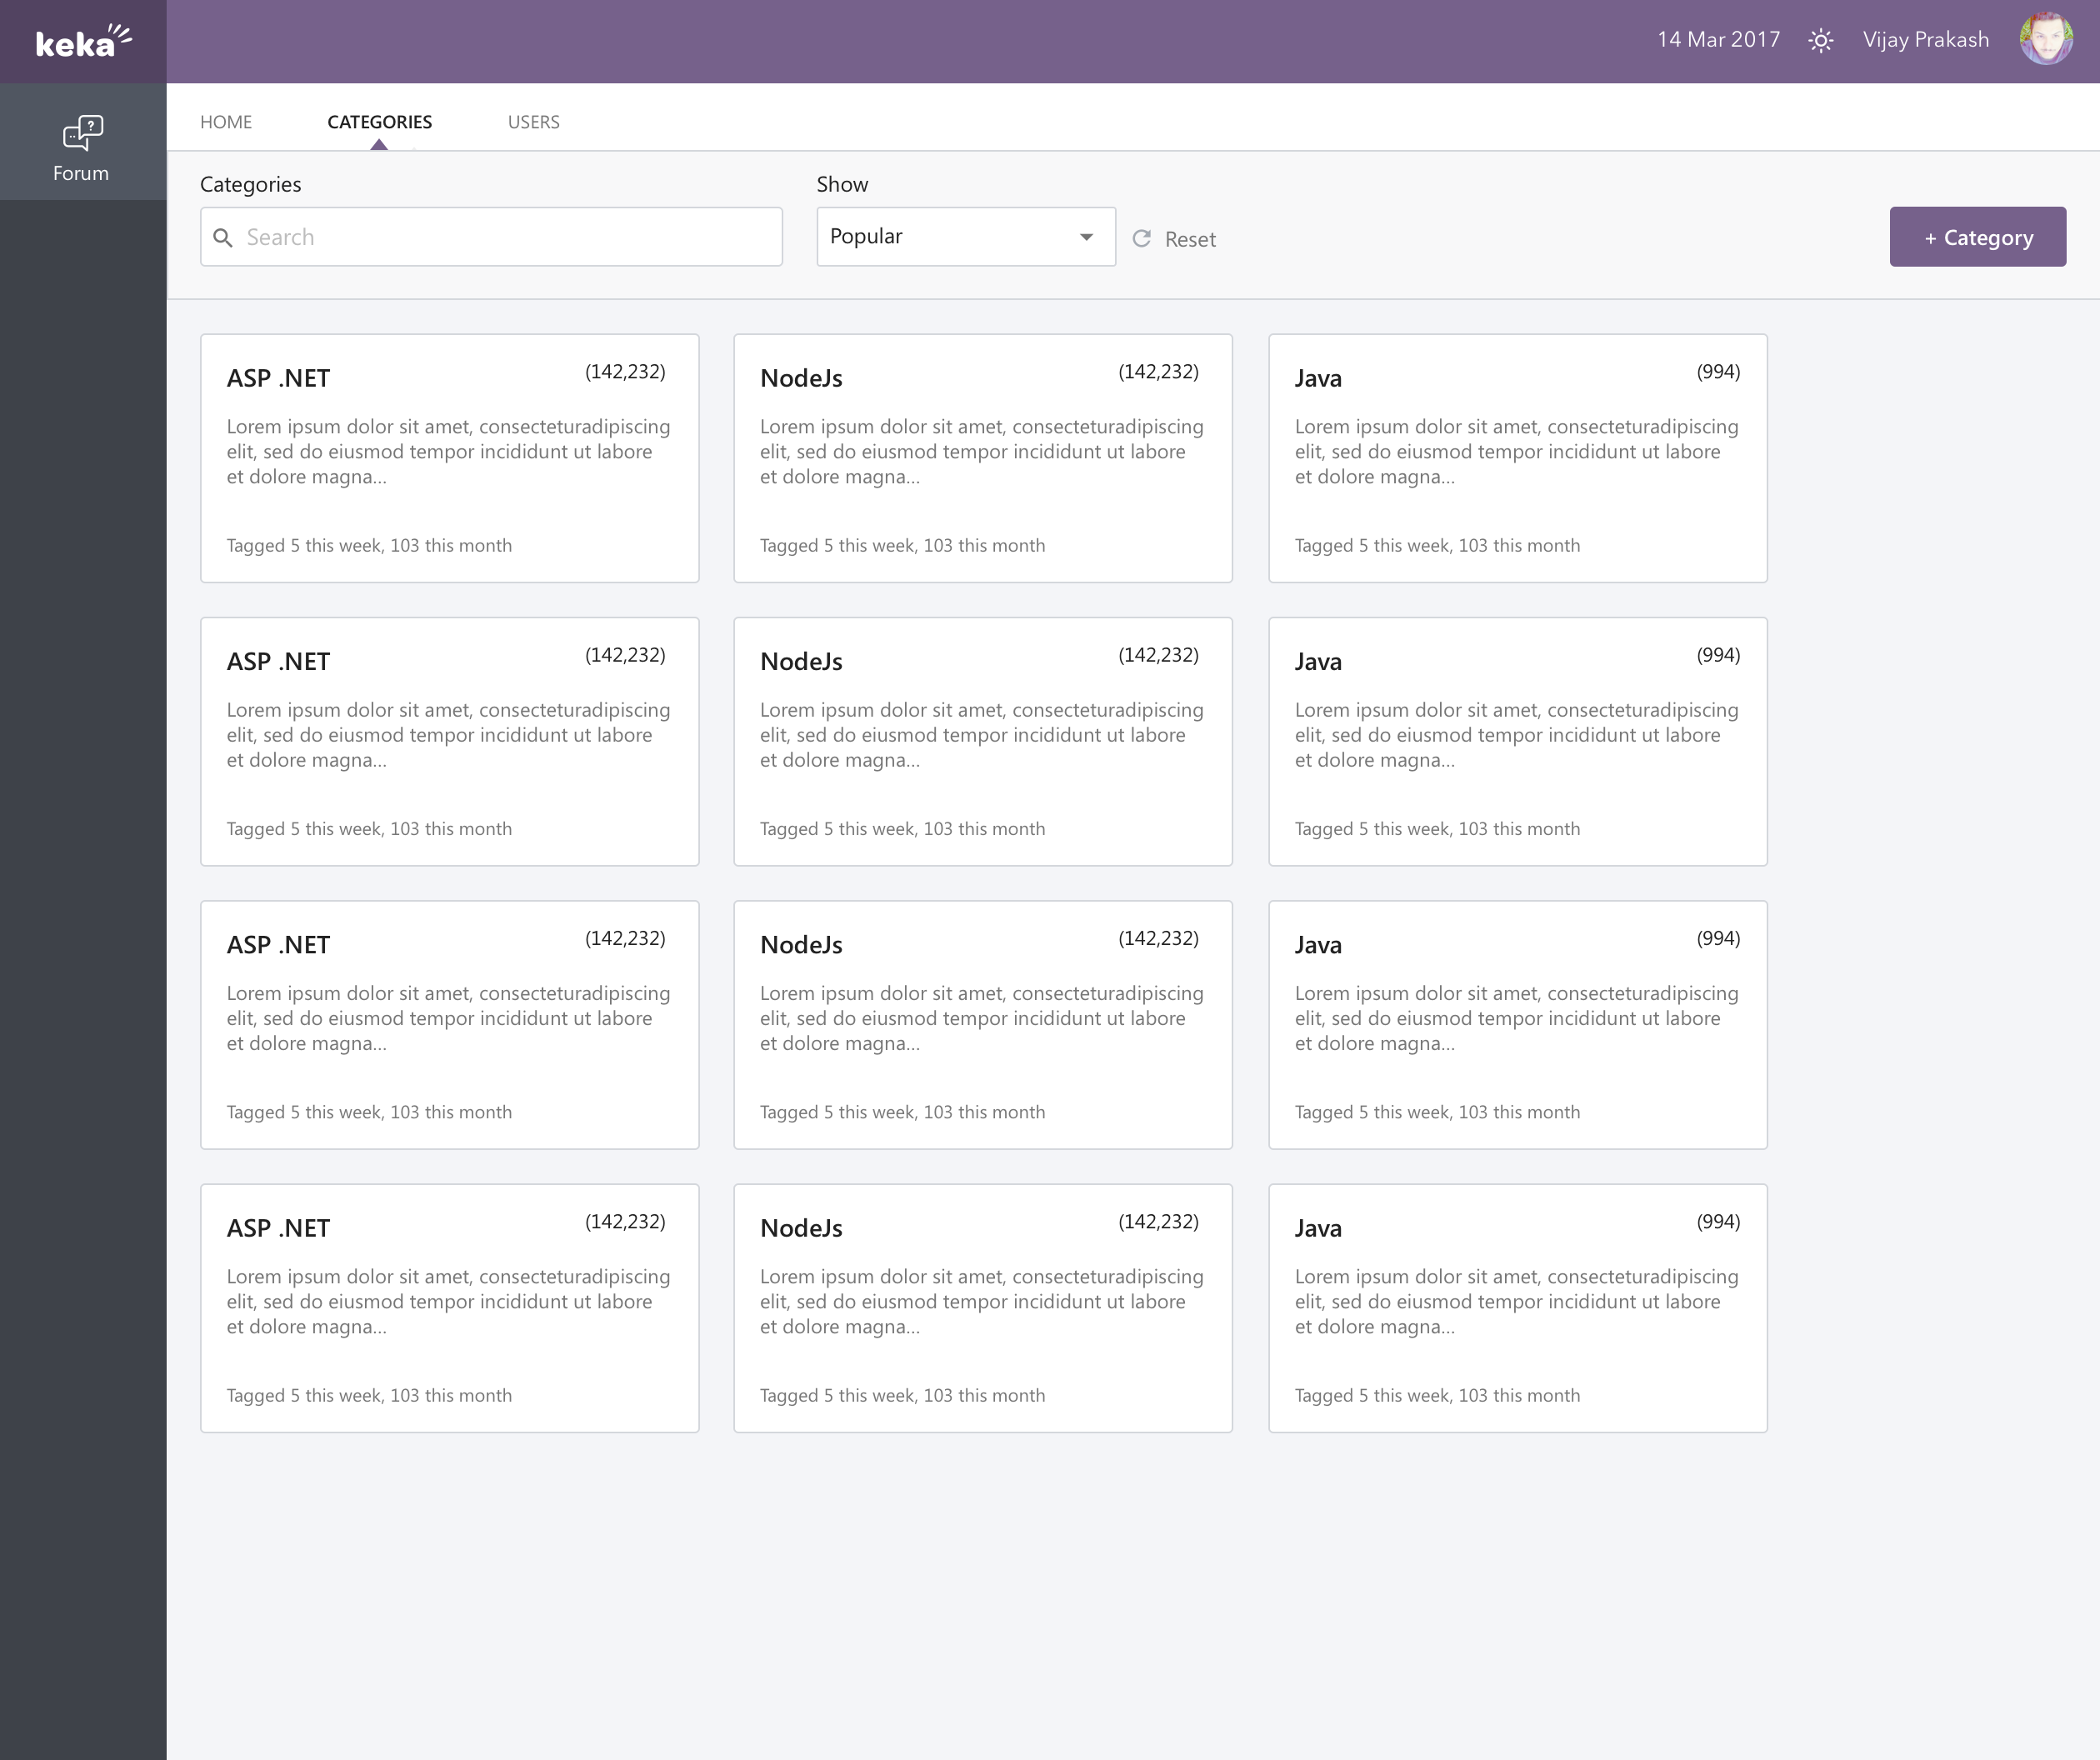 keka
14 Mar 2017
Vijay Prakash
Forum
HOME
CATEGORIES
USERS
Categories
Show
Search
Popular
Reset
+ Category
ASP .NET
(142,232)
Lorem ipsum dolor sit amet, consecteturadipiscing
elit, sed do eiusmod tempor incididunt ut labore
et dolore magna...
Tagged 5 this week, 103 this month
NodeJs
(142,232)
Lorem ipsum dolor sit amet, consecteturadipiscing
elit, sed do eiusmod tempor incididunt ut labore
et dolore magna...
Tagged 5 this week, 103 this month
Java
(994)
Lorem ipsum dolor sit amet, consecteturadipiscing
elit, sed do eiusmod tempor incididunt ut labore
et dolore magna...
Tagged 5 this week, 103 this month
ASP .NET
(142,232)
Lorem ipsum dolor sit amet, consecteturadipiscing
elit, sed do eiusmod tempor incididunt ut labore
et dolore magna...
Tagged 5 this week, 103 this month
NodeJs
(142,232)
Lorem ipsum dolor sit amet, consecteturadipiscing
elit, sed do eiusmod tempor incididunt ut labore
et dolore magna...
Tagged 5 this week, 103 this month
Java
(994)
Lorem ipsum dolor sit amet, consecteturadipiscing
elit, sed do eiusmod tempor incididunt ut labore
et dolore magna...
Tagged 5 this week, 103 this month
ASP .NET
(142,232)
Lorem ipsum dolor sit amet, consecteturadipiscing
elit, sed do eiusmod tempor incididunt ut labore
et dolore magna...
Tagged 5 this week, 103 this month
NodeJs
(142,232)
Lorem ipsum dolor sit amet, consecteturadipiscing
elit, sed do eiusmod tempor incididunt ut labore
et dolore magna...
Tagged 5 this week, 103 this month
Java
(994)
Lorem ipsum dolor sit amet, consecteturadipiscing
elit, sed do eiusmod tempor incididunt ut labore
et dolore magna...
Tagged 5 this week, 103 this month
ASP .NET
(142,232)
Lorem ipsum dolor sit amet, consecteturadipiscing
elit, sed do eiusmod tempor incididunt ut labore
et dolore magna...
Tagged 5 this week, 103 this month
NodeJs
(142,232)
Lorem ipsum dolor sit amet, consecteturadipiscing
elit, sed do eiusmod tempor incididunt ut labore
et dolore magna...
Tagged 5 this week, 103 this month
Java
(994)
Lorem ipsum dolor sit amet, consecteturadipiscing
elit, sed do eiusmod tempor incididunt ut labore
et dolore magna...
Tagged 5 this week, 103 this month